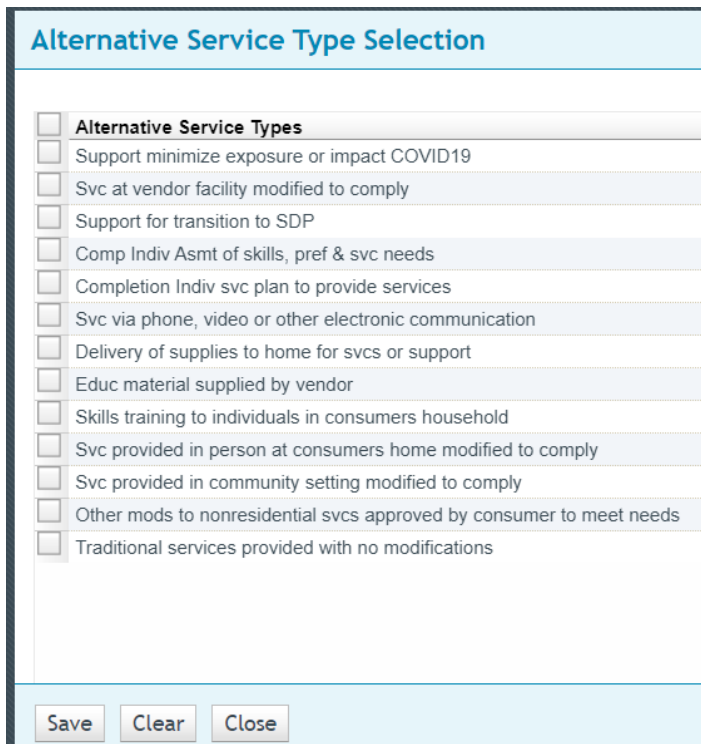 Alternative Service Type Selection
Alternative Service Types
Support minimize exposure or impact COVID19
Svc at vendor facility modified to comply
Support for transition to SDP
Comp Indiv Asmt of skills, pref & svc needs
Completion Indiv svc plan to provide services
Svc via phone, video or other electronic communication
Delivery of supplies to home for svcs or support
Educ material supplied by vendor
Skills training to individuals in consumers household
Svc provided in person at consumers home modified to comply
Svc provided in community setting modified to comply
Other mods to nonresidential svcs approved by consumer to meet needs
Traditional services provided with no modifications
Save Clear Close